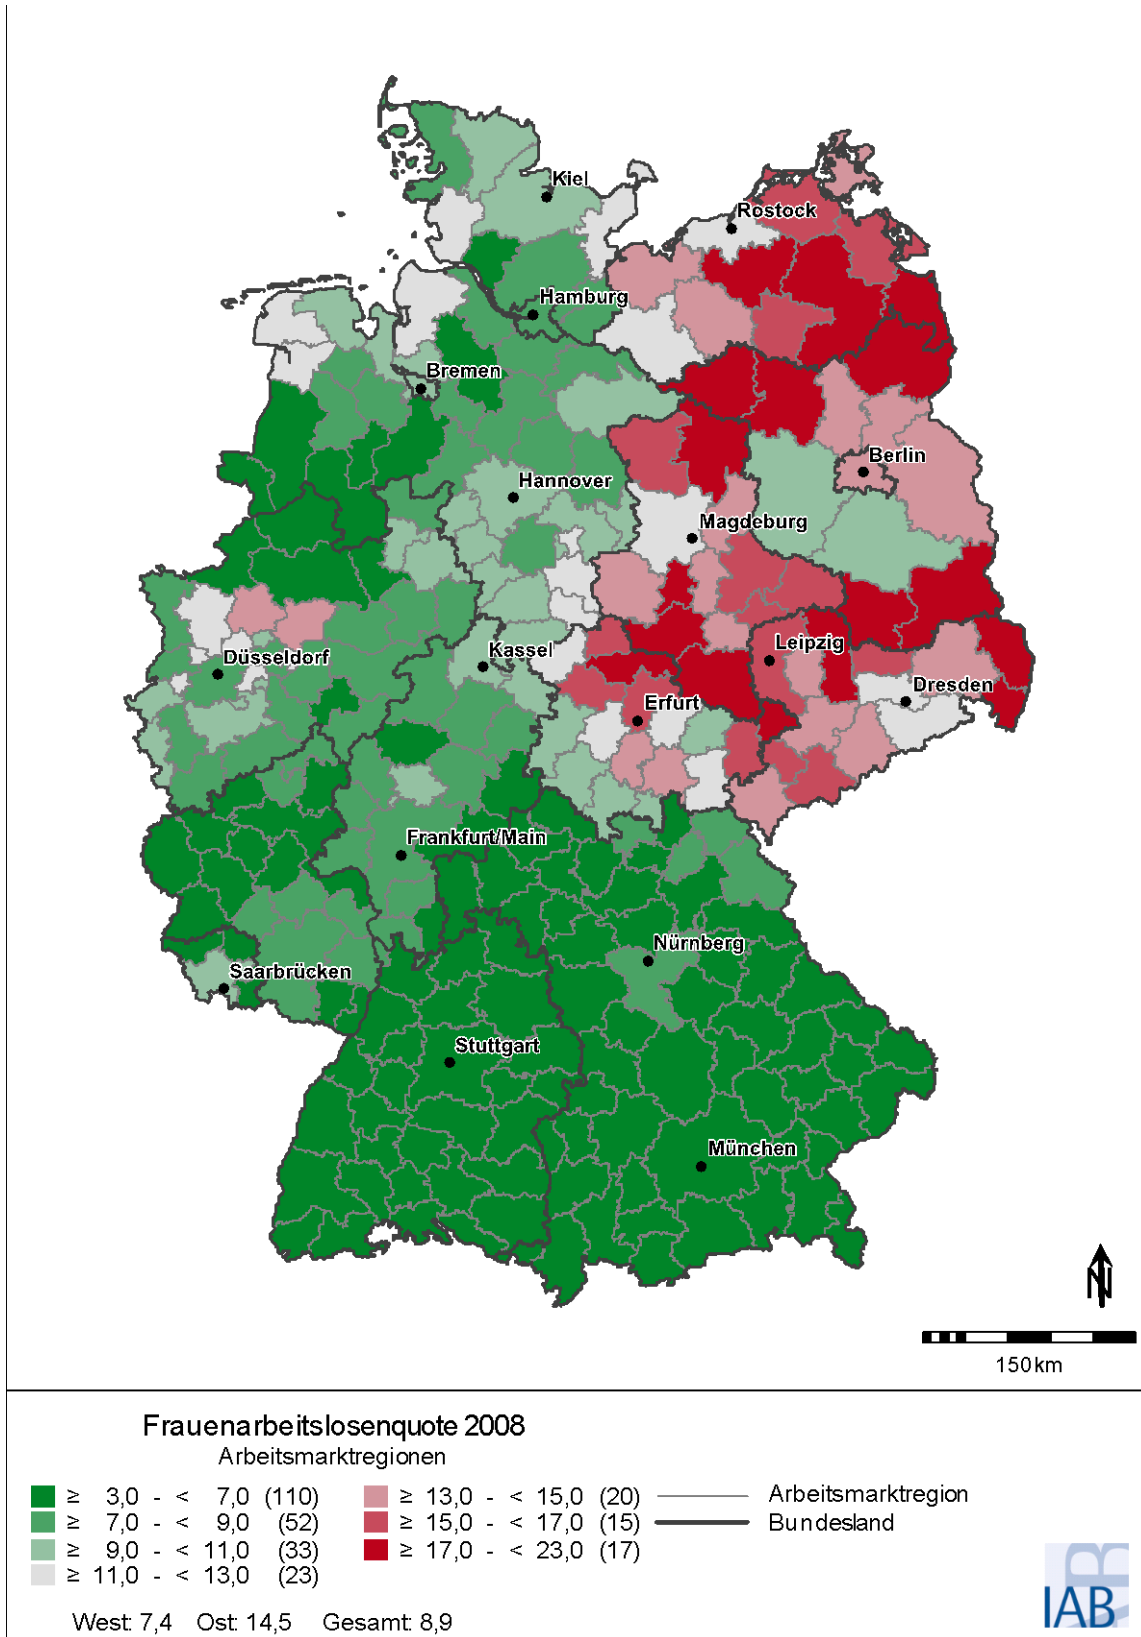 Kiel
Rostock
Hamburg
Bremen
Berlin
Hannover
Magdeburg
Leipzig
Düsseldorf
Kassel
Dresden
Erfurt
Frankfurt/Main
Nürnberg
Saarbrücken
Stuttgart
München
N
150 km
Frauenarbeitslosenquote 2008
Arbeitsmarktregionen
≥ 3,0 - < 7,0 (110)
≥ 7,0 - < 9,0 (52)
≥ 9,0 - < 11,0 (33)
≥ 11,0 - < 13,0 (23)
≥ 13,0 - < 15,0 (20)
≥ 15,0 - < 17,0 (15)
≥ 17,0 - < 23,0 (17)
Arbeitsmarktregion
Bundesland
West: 7,4 Ost: 14,5 Gesamt: 8,9
IAB